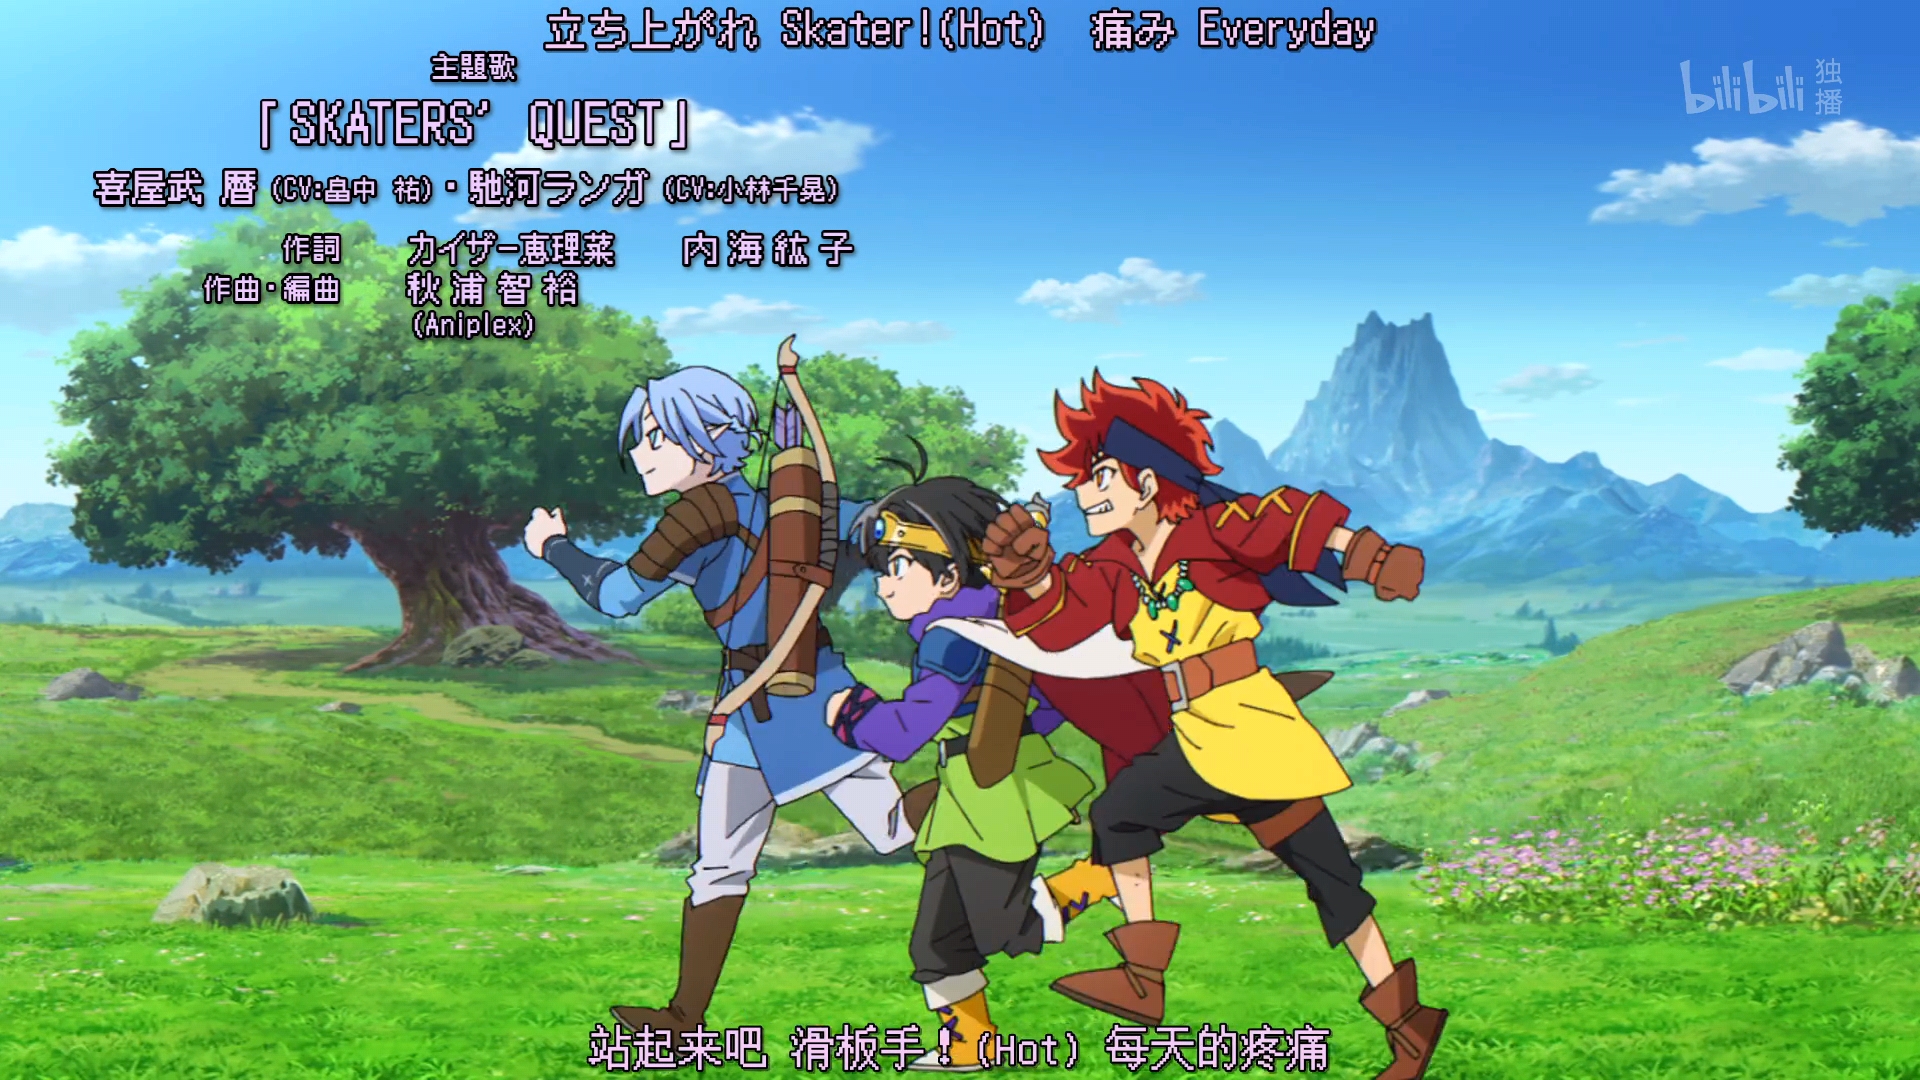 立ち上がれ Skater!(Hot) 痛み Everyday
主題歌
「SKATERS' QUEST」
喜屋武 暦 (CV:畠中 祐)・馳河ランガ (CV:小林千晃)
作詞 カイザー恵理菜 内海紘子
作曲・編曲 秋浦智裕
(Aniplex)
bilibili 独播
站起来吧 滑板手！(Hot) 每天的疼痛